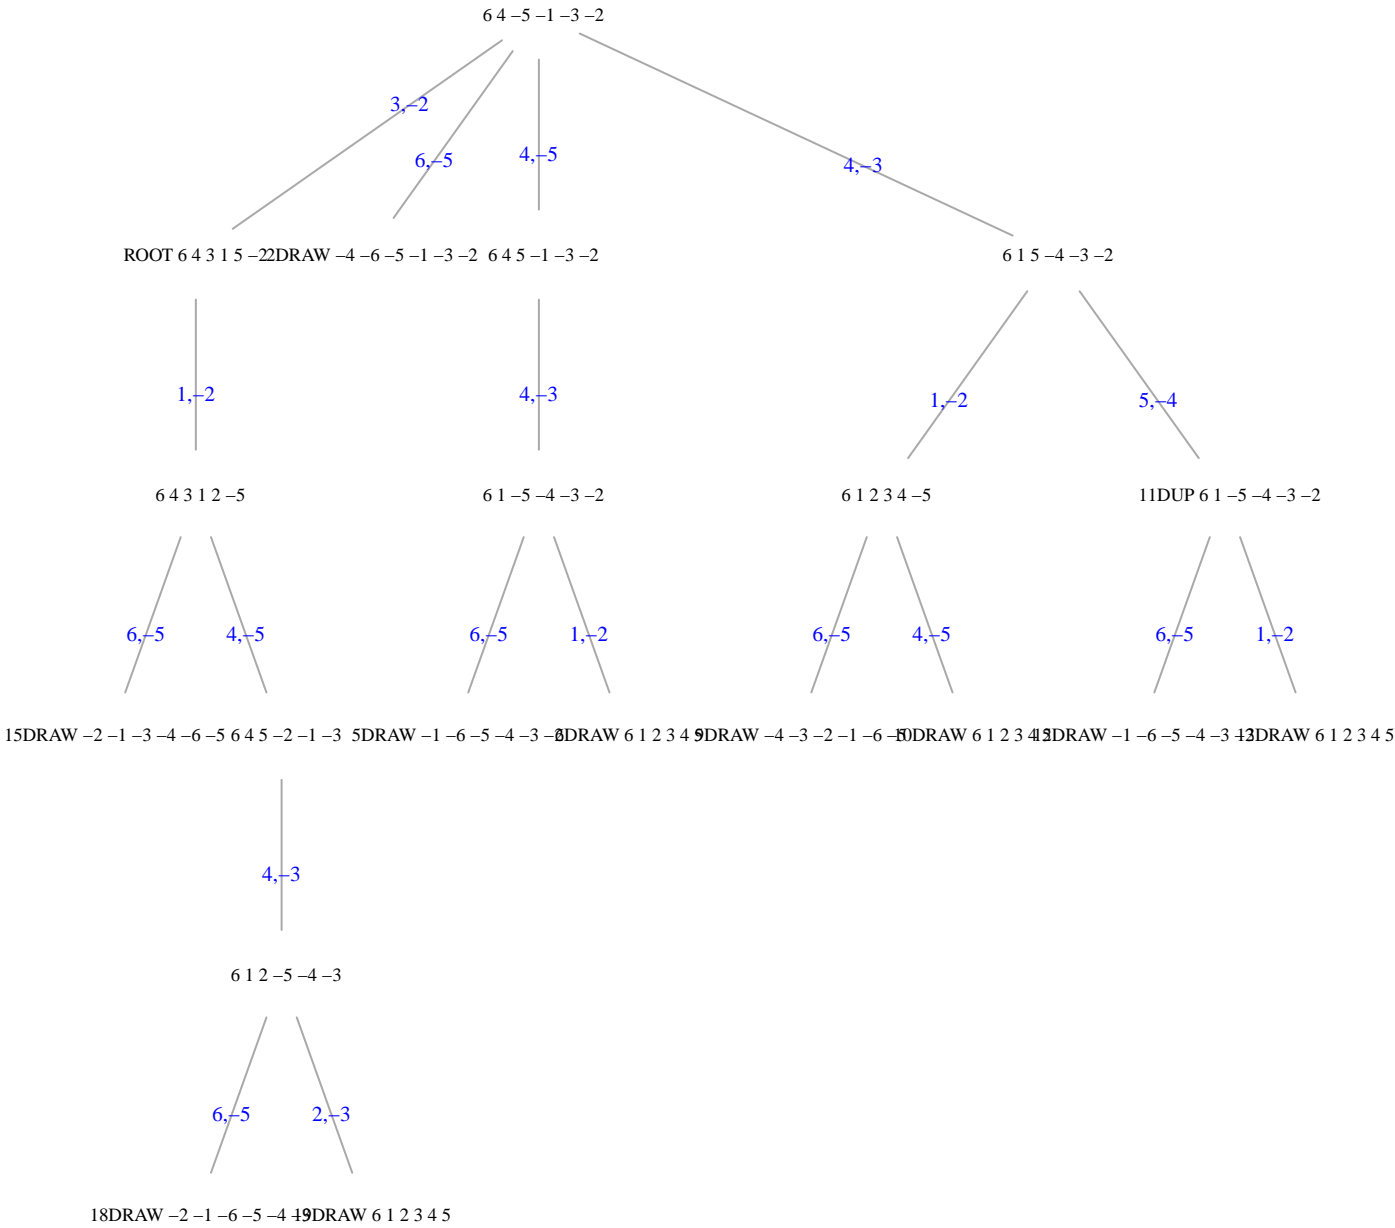 6 4 –5 –1 –3 –2
3,–2
6,–5
4,–5
4,–3
ROOT 6 4 3 1 5 –2
2DRAW –4 –6 –5 –1 –3 –2
6 4 5 –1 –3 –2
6 1 5 –4 –3 –2
1,–2
4,–3
1,–2
5,–4
6 4 3 1 2 –5
6 1 –5 –4 –3 –2
6 1 2 3 4 –5
11DUP 6 1 –5 –4 –3 –2
6,–5
4,–5
6,–5
1,–2
6,–5
4,–5
6,–5
1,–2
15DRAW –2 –1 –3 –4 –6 –5
6 4 5 –2 –1 –3
5DRAW –1 –6 –5 –4 –3 –2
6DRAW 6 1 2 3 4 5
9DRAW –4 –3 –2 –1 –6 –5
10DRAW 6 1 2 3 4 5
12DRAW –1 –6 –5 –4 –3 –2
13DRAW 6 1 2 3 4 5
4,–3
6 1 2 –5 –4 –3
6,–5
2,–3
18DRAW –2 –1 –6 –5 –4 –3
19DRAW 6 1 2 3 4 5